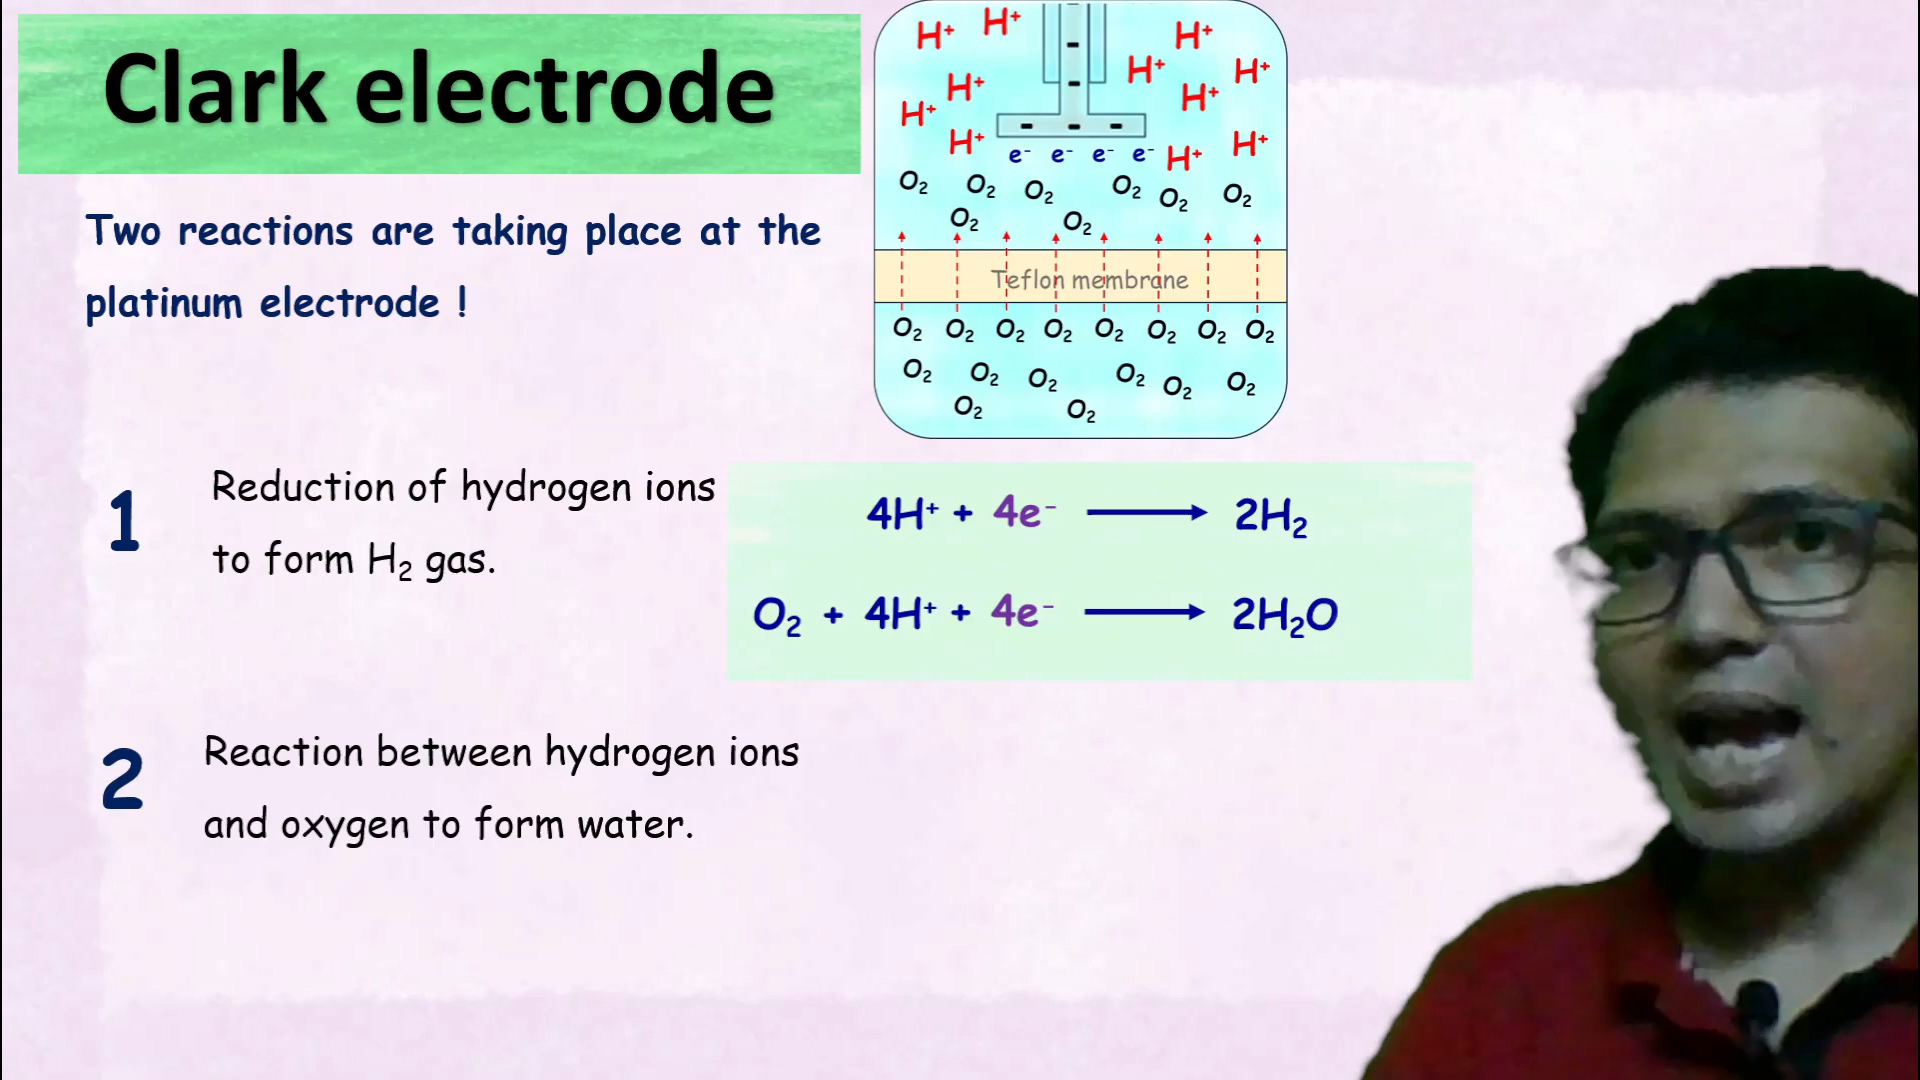 Clark electrode
H⁺ H⁺ H⁺
H⁺ H⁺
H⁺ H⁺
H⁺
H⁺ H⁺
H⁺
e⁻ e⁻ e⁻ e⁻
O₂ O₂ O₂ O₂ O₂ O₂
O₂ O₂
Teflon membrane
O₂ O₂ O₂ O₂ O₂ O₂ O₂ O₂
O₂ O₂ O₂ O₂ O₂ O₂
O₂ O₂
Two reactions are taking place at the
platinum electrode !
1
Reduction of hydrogen ions
to form H₂ gas.
4H⁺ + 4e⁻ ⟶ 2H₂
O₂ + 4H⁺ + 4e⁻ ⟶ 2H₂O
2
Reaction between hydrogen ions
and oxygen to form water.